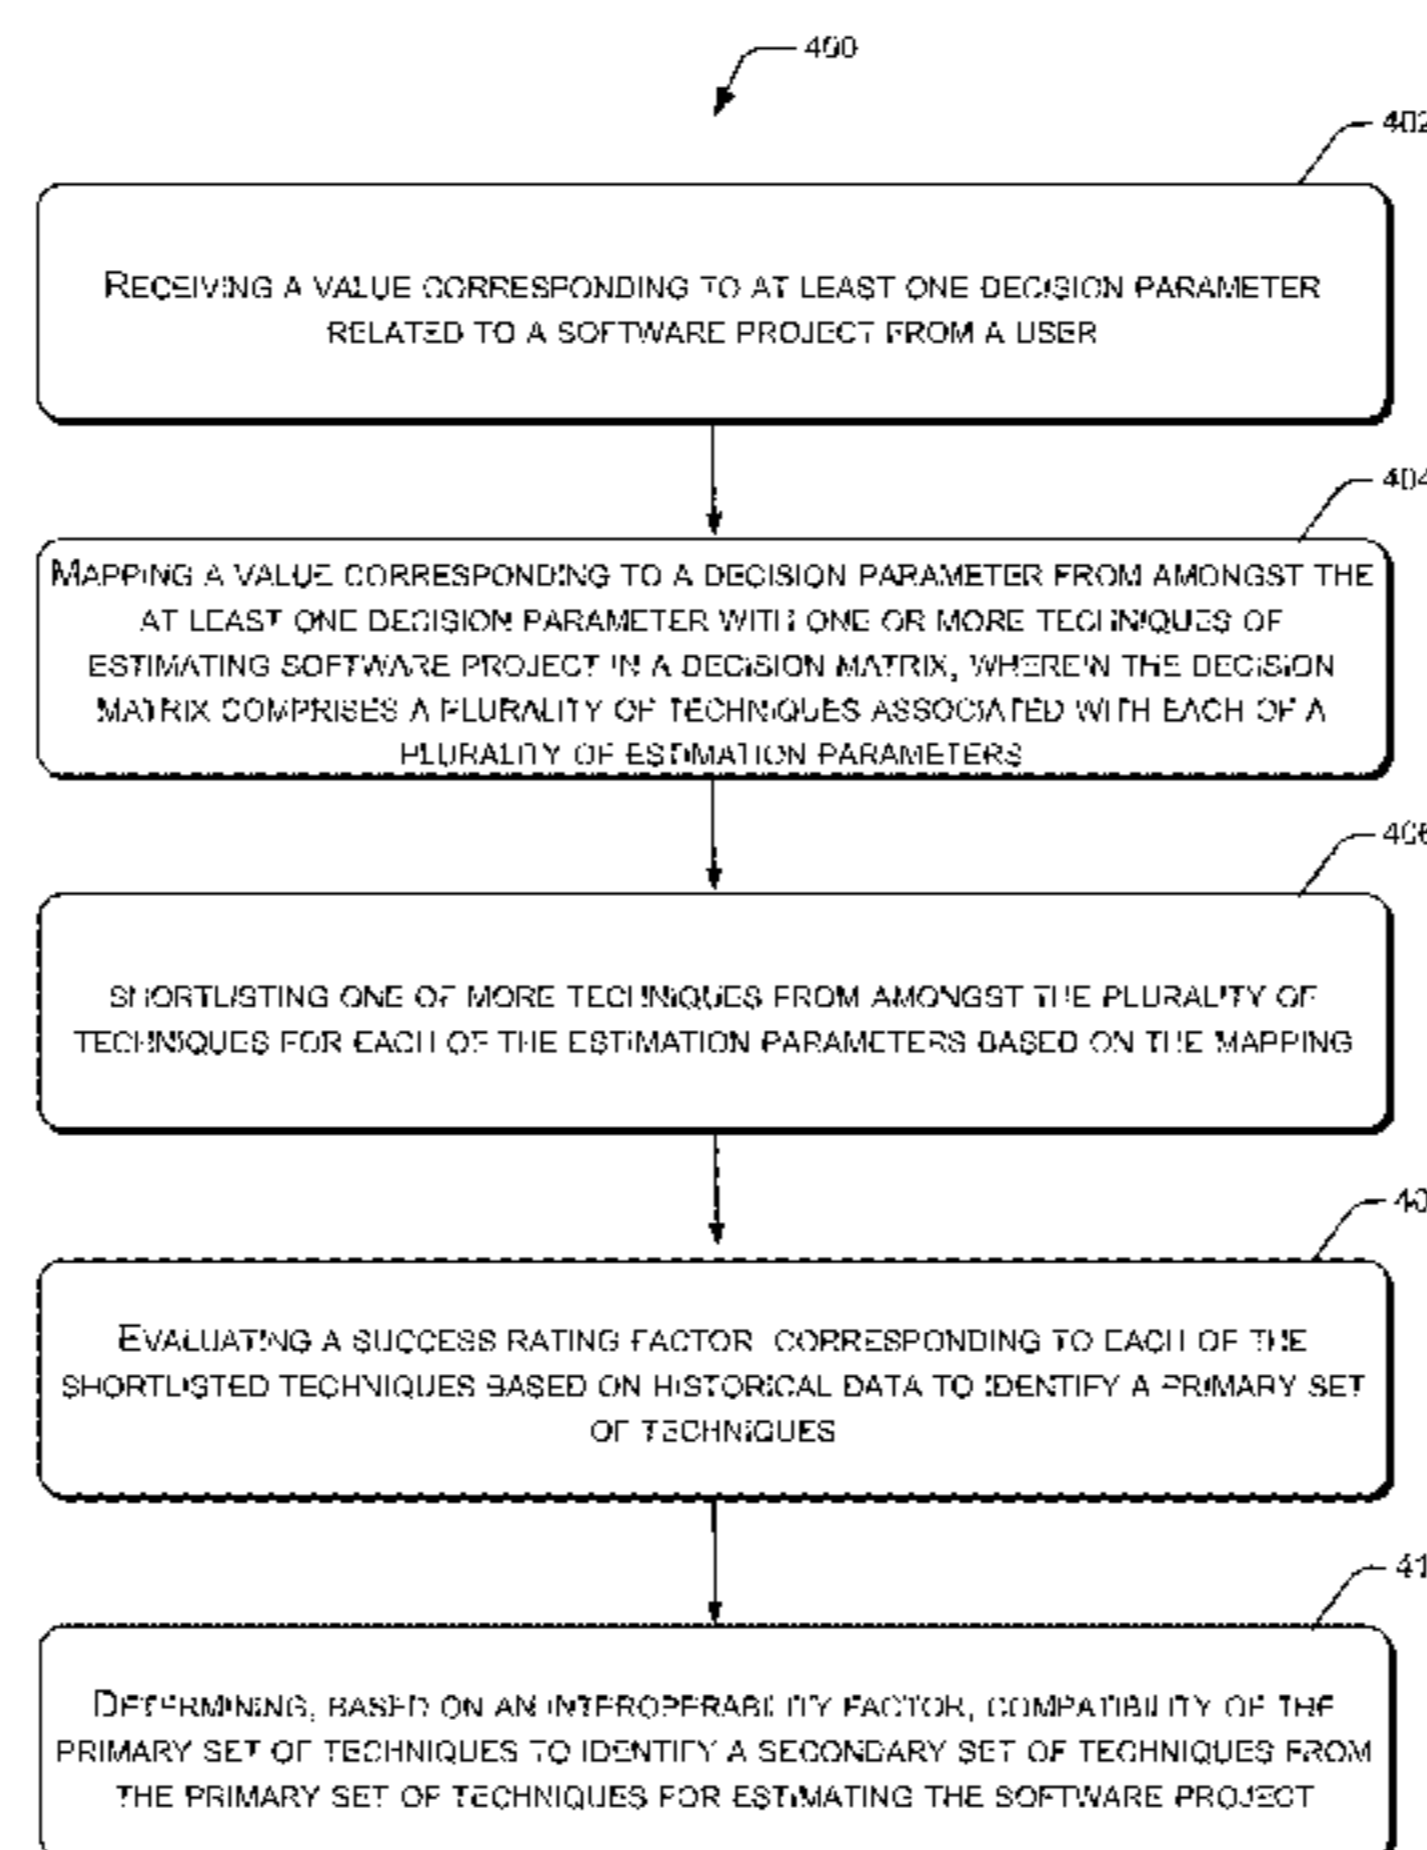 400
402
RECEIVING A VALUE CORRESPONDING TO AT LEAST ONE DECISION PARAMETER
RELATED TO A SOFTWARE PROJECT FROM A USER
404
MAPPING A VALUE CORRESPONDING TO A DECISION PARAMETER FROM AMONGST THE
AT LEAST ONE DECISION PARAMETER WITH ONE OR MORE TECHNIQUES OF
ESTIMATING SOFTWARE PROJECT IN A DECISION MATRIX, WHEREIN THE DECISION
MATRIX COMPRISES A PLURALITY OF TECHNIQUES ASSOCIATED WITH EACH OF A
PLURALITY OF ESTIMATION PARAMETERS
406
SHORTLISTING ONE OF MORE TECHNIQUES FROM AMONGST THE PLURALITY OF
TECHNIQUES FOR EACH OF THE ESTIMATION PARAMETERS BASED ON THE MAPPING
40
EVALUATING A SUCCESS RATING FACTOR CORRESPONDING TO EACH OF THE
SHORTLISTED TECHNIQUES BASED ON HISTORICAL DATA TO IDENTIFY A PRIMARY SET
OF TECHNIQUES
41
DETERMINING, BASED ON AN INTEROPERABILITY FACTOR, COMPATIBILITY OF THE
PRIMARY SET OF TECHNIQUES TO IDENTIFY A SECONDARY SET OF TECHNIQUES FROM
THE PRIMARY SET OF TECHNIQUES FOR ESTIMATING THE SOFTWARE PROJECT